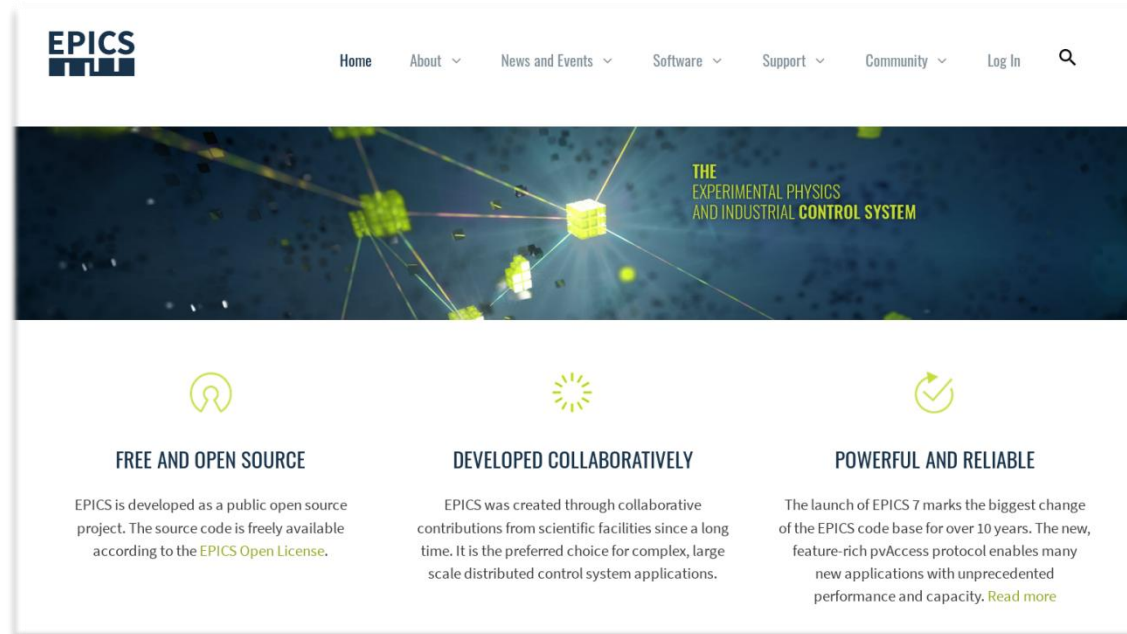 EPICS
Home About News and Events Software Support Community Log In
THE
EXPERIMENTAL PHYSICS
AND INDUSTRIAL CONTROL SYSTEM
FREE AND OPEN SOURCE
EPICS is developed as a public open source
project. The source code is freely available
according to the EPICS Open License.
DEVELOPED COLLABORATIVELY
EPICS was created through collaborative
contributions from scientific facilities since a long
time. It is the preferred choice for complex, large
scale distributed control system applications.
POWERFUL AND RELIABLE
The launch of EPICS 7 marks the biggest change
of the EPICS code base for over 10 years. The new,
feature-rich pvAccess protocol enables many
new applications with unprecedented
performance and capacity. Read more